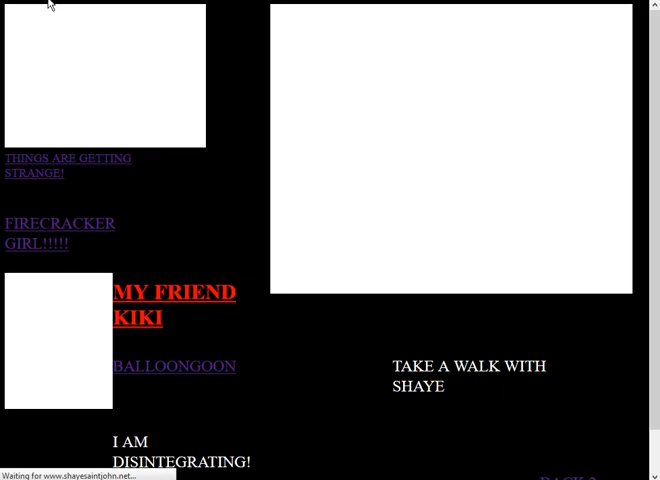 THINGS ARE GETTING
STRANGE!
FIRECRACKER
GIRL!!!!!
MY FRIEND
KIKI
BALLOONGOON
TAKE A WALK WITH
SHAYE
I AM
DISINTEGRATING!
Waiting for www.shayesaintjohn.net...